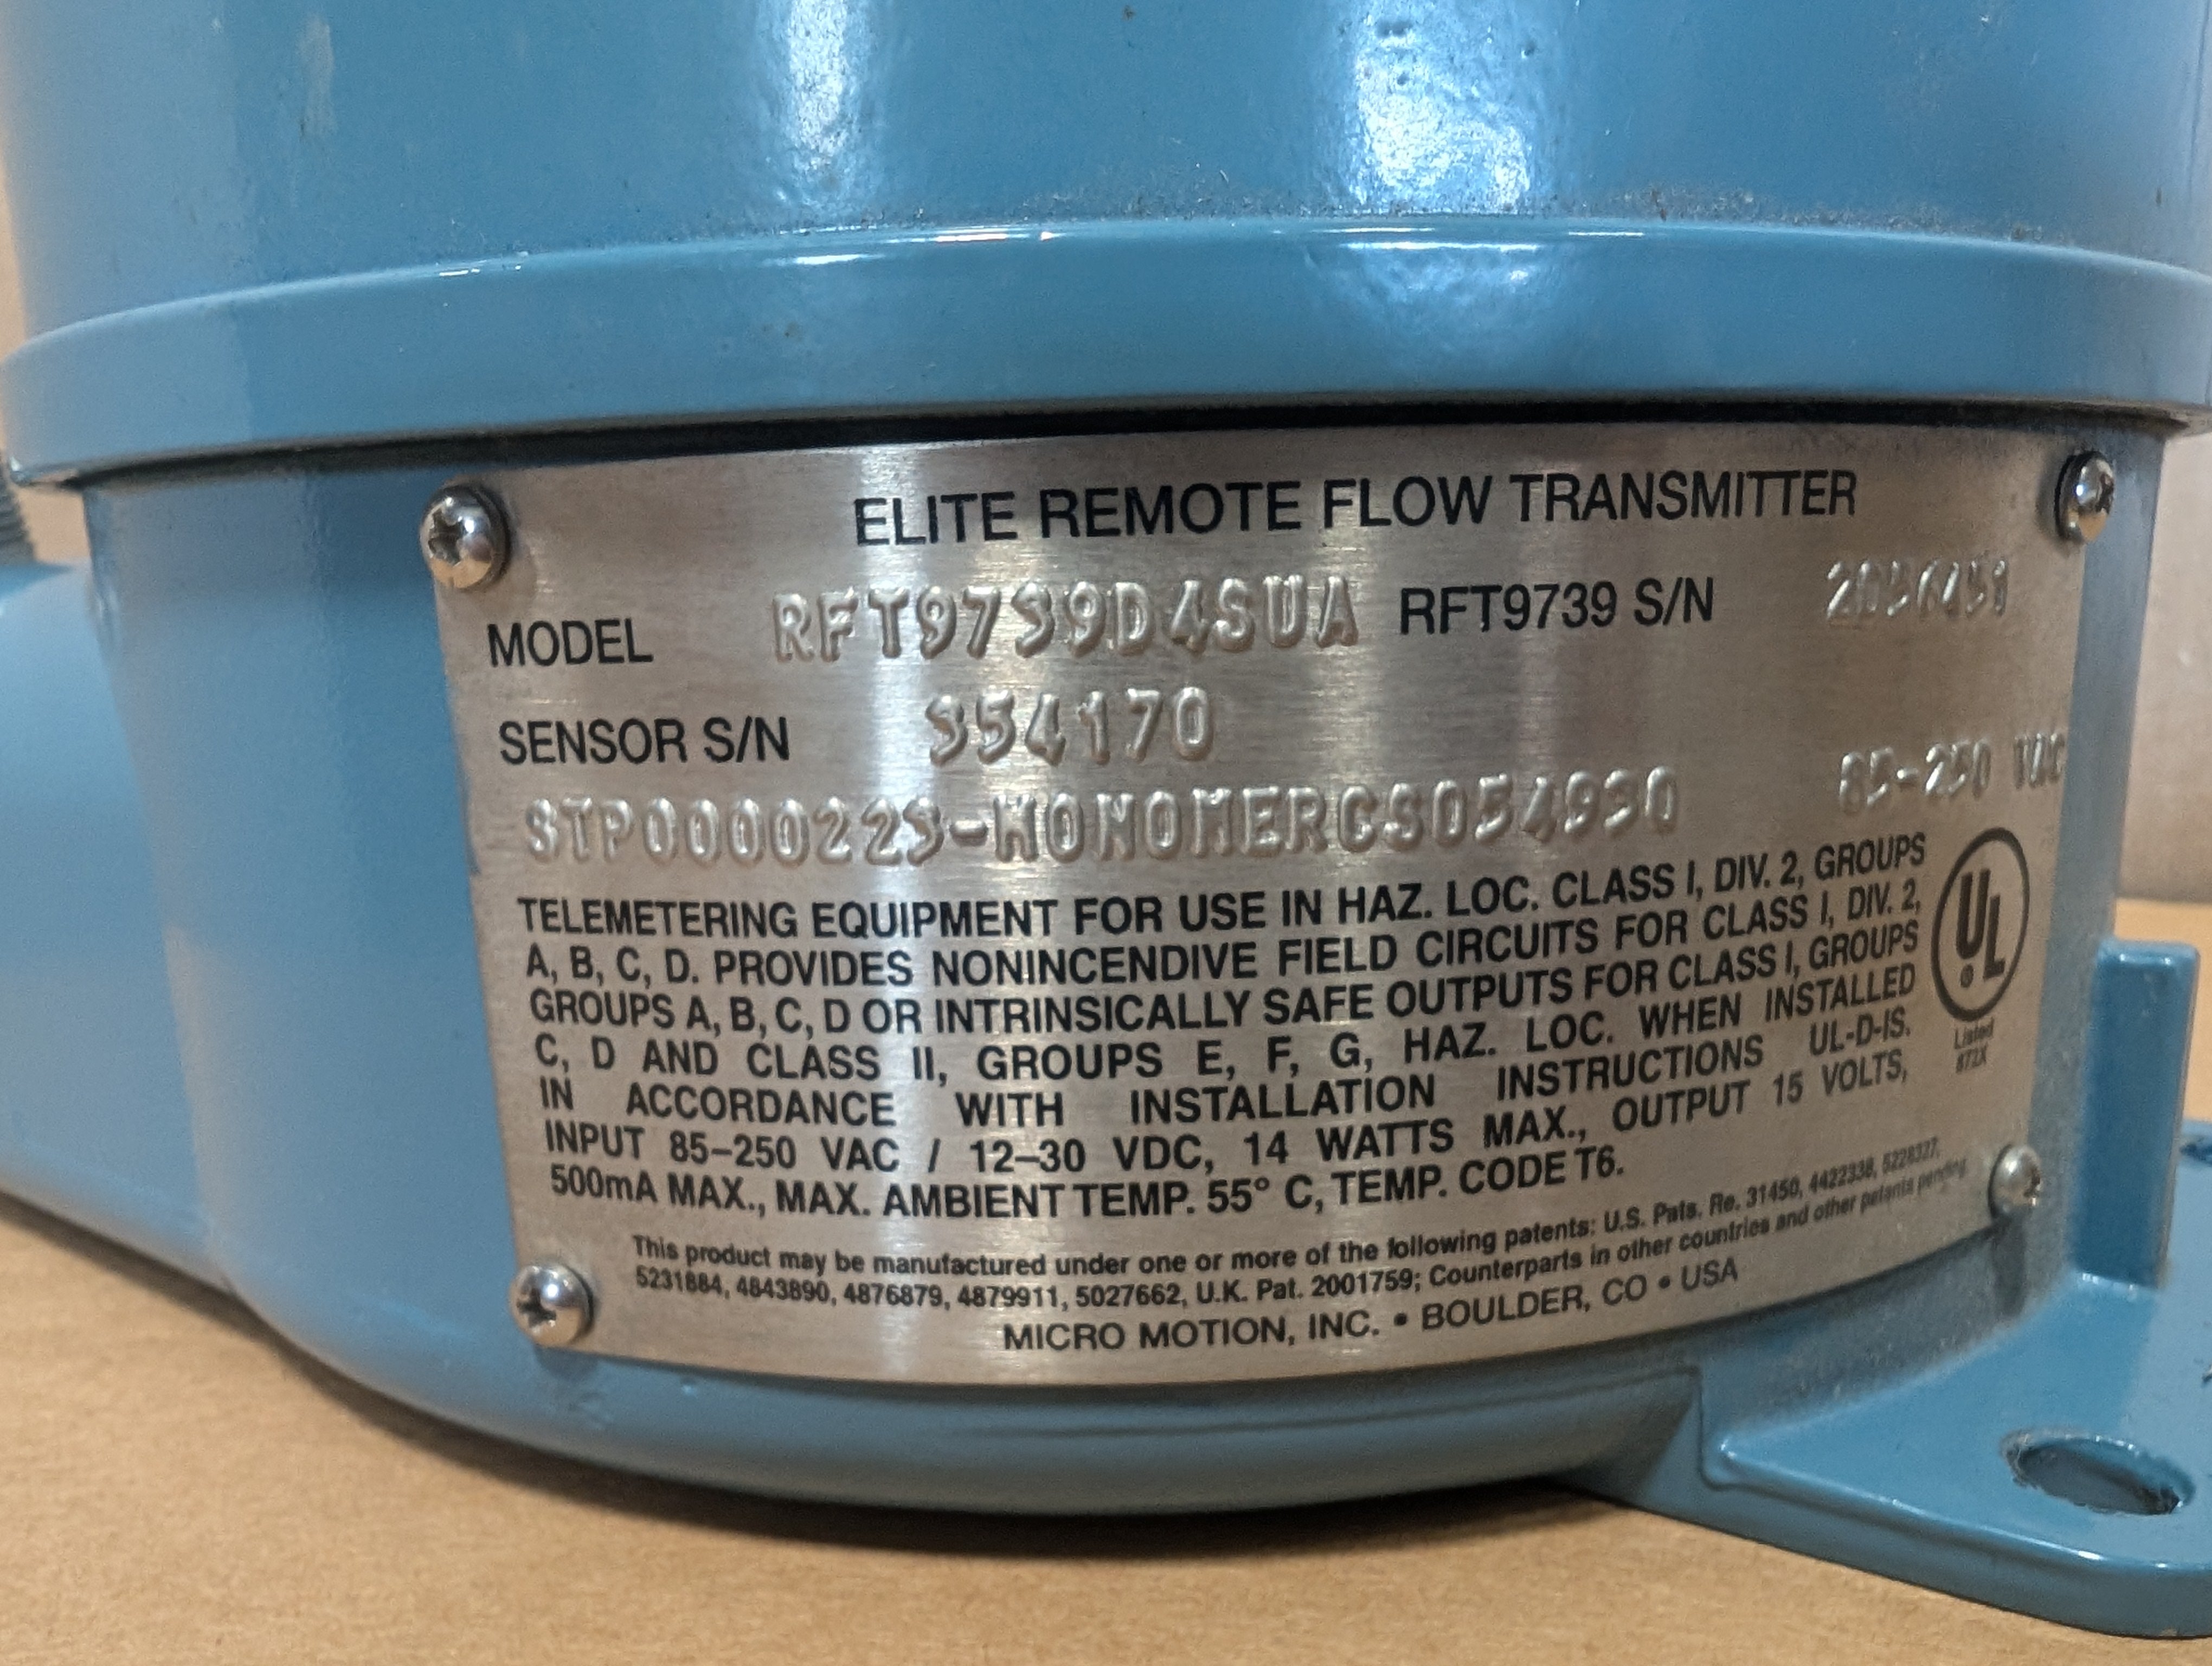 ELITE REMOTE FLOW TRANSMITTER
MODEL RFT9739D4SUA RFT9739 S/N
SENSOR S/N 354170
STP0000223-MONOMERCS054930 85-250 VAC
TELEMETERING EQUIPMENT FOR USE IN HAZ. LOC. CLASS I, DIV. 2, GROUPS
A, B, C, D. PROVIDES NONINCENDIVE FIELD CIRCUITS FOR CLASS I, DIV. 2,
GROUPS A, B, C, D OR INTRINSICALLY SAFE OUTPUTS FOR CLASS I, GROUPS
C, D AND CLASS II, GROUPS E, F, G, HAZ. LOC. WHEN INSTALLED
IN ACCORDANCE WITH INSTALLATION INSTRUCTIONS UL-D-IS.
INPUT 85–250 VAC / 12–30 VDC, 14 WATTS MAX., OUTPUT 15 VOLTS,
500mA MAX., MAX. AMBIENT TEMP. 55° C, TEMP. CODE T6.
UL
Listed
This product may be manufactured under one or more of the following patents: U.S. Pats. Re. 31450, 4422338, 5228327,
5231884, 4843890, 4876879, 4879911, 5027662, U.K. Pat. 2001759; Counterparts in other countries and other patents pending.
MICRO MOTION, INC. • BOULDER, CO • USA